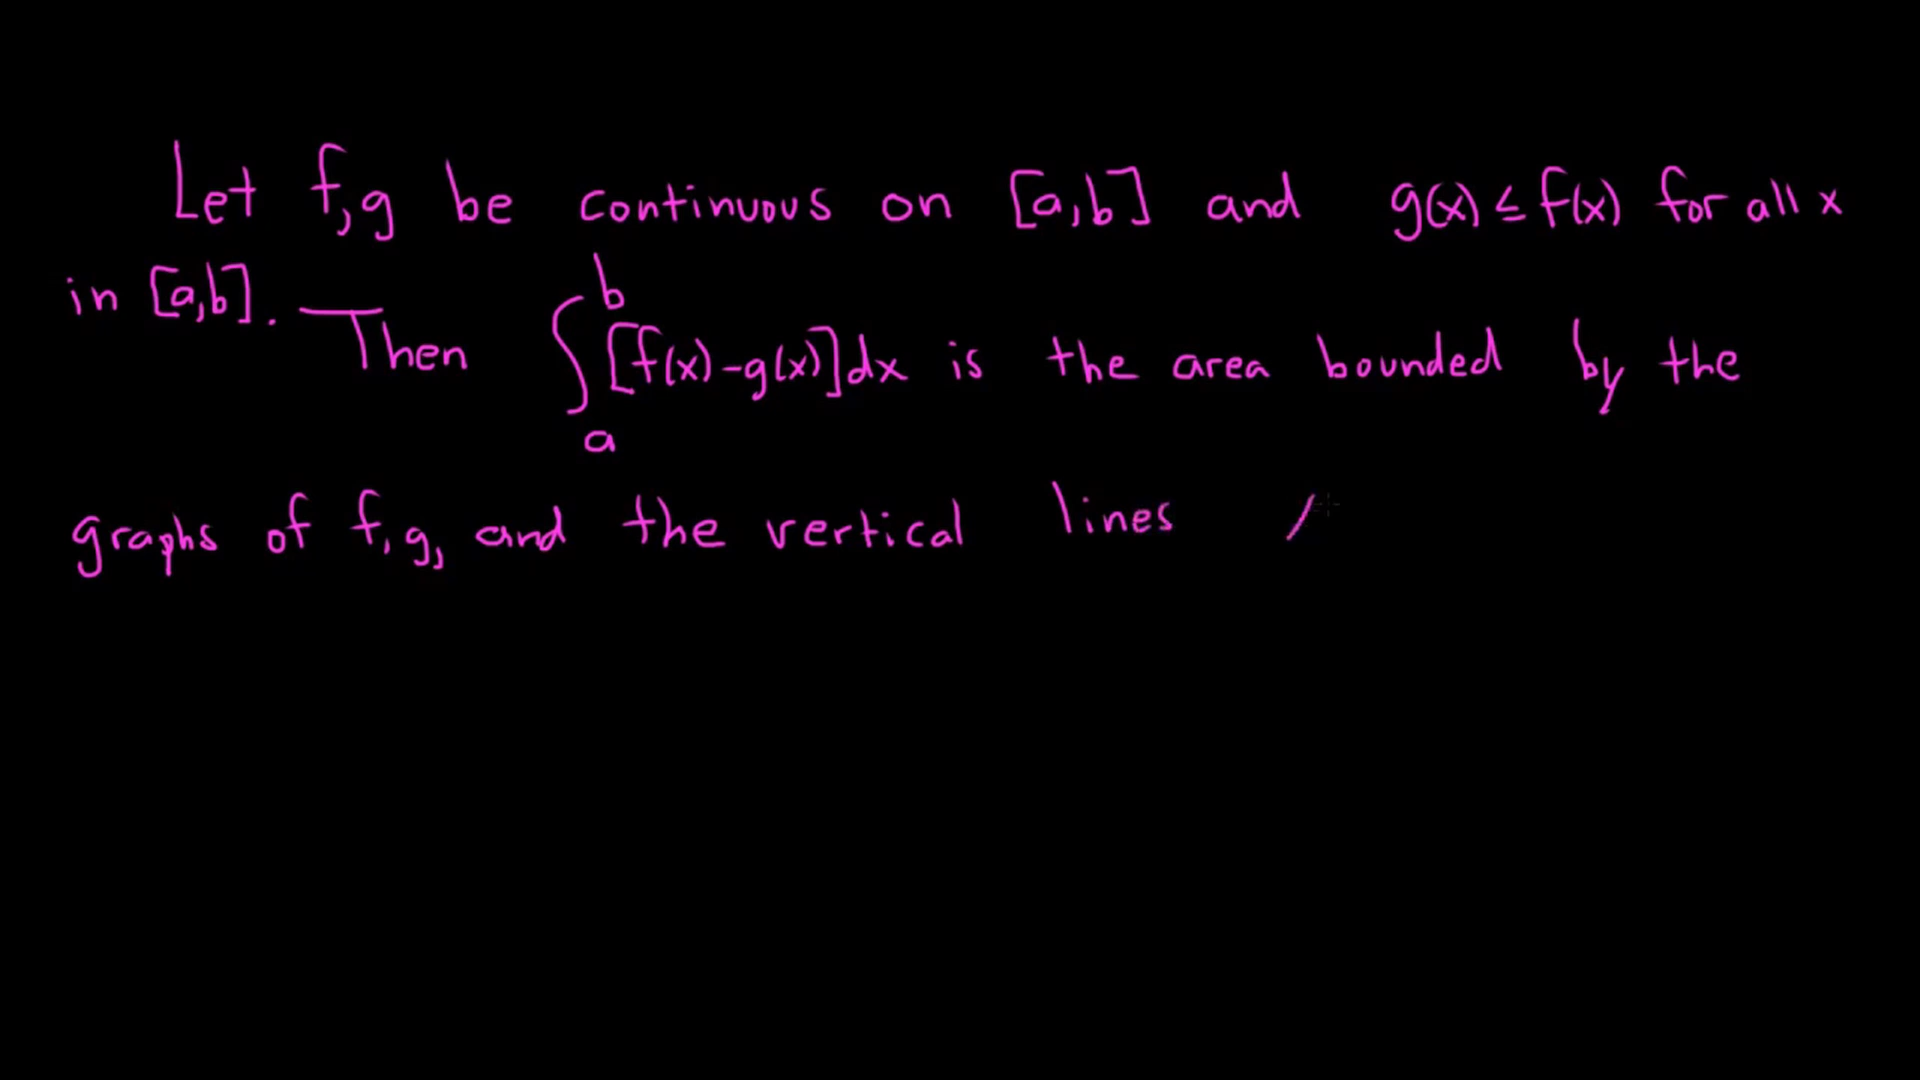 Let f,g be continuous on [a,b] and g(x) ≤ f(x) for all x
in [a,b]. Then ∫_a^b [f(x)-g(x)]dx is the area bounded by the
graphs of f,g, and the vertical lines /